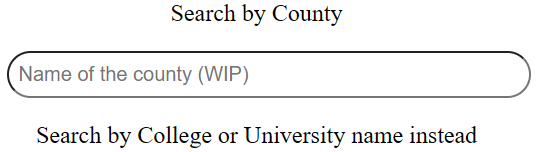 Search by County
Name of the county (WIP)
Search by College or University name instead